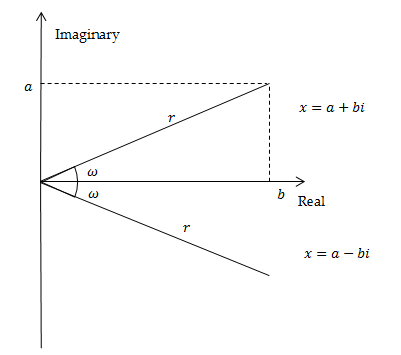 Imaginary
a
x = a + bi
r
ω
ω
b
Real
r
x = a − bi